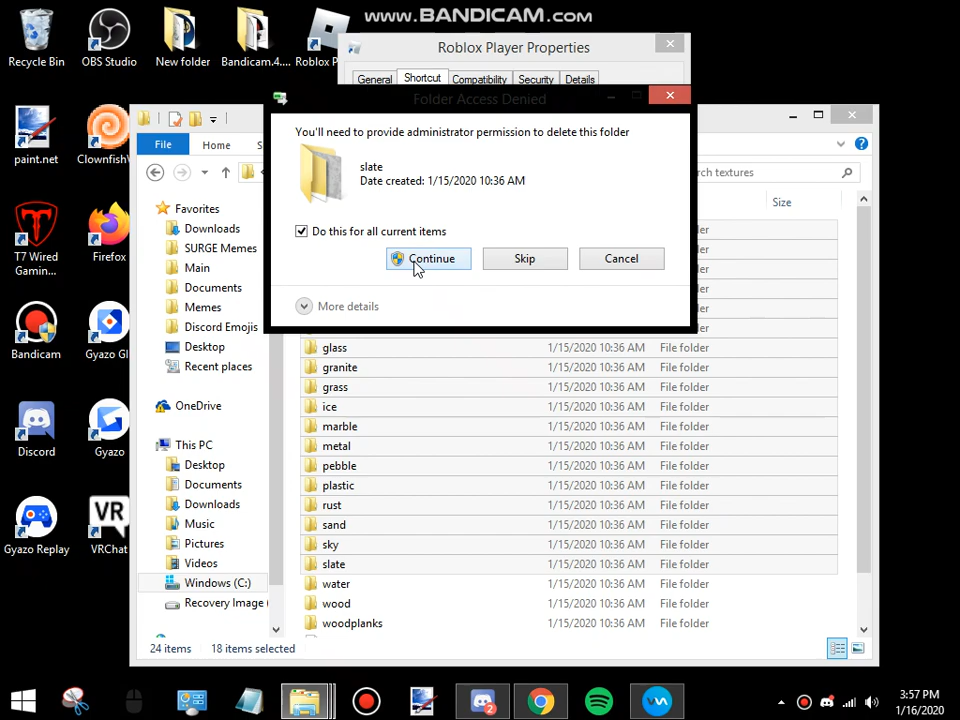 www.BANDICAM.com
Recycle Bin
OBS Studio
New folder
Bandicam.4....
Roblox P
paint.net
Clownfish
T7 Wired
Gamin...
Firefox
Bandicam
Gyazo GI
Discord
Gyazo
Gyazo Replay
VRChat
VR
Roblox Player Properties
General
Shortcut
Compatibility
Security
Details
Folder Access Denied
You'll need to provide administrator permission to delete this folder
slate
Date created: 1/15/2020 10:36 AM
Do this for all current items
Continue
Skip
Cancel
More details
File
Home
S
rch textures
Size
Favorites
Downloads
SURGE Memes
Main
Documents
Memes
Discord Emojis
Desktop
Recent places
OneDrive
This PC
Desktop
Documents
Downloads
Music
Pictures
Videos
Windows (C:)
Recovery Image (
der
der
der
der
der
der
glass 1/15/2020 10:36 AM File folder
granite 1/15/2020 10:36 AM File folder
grass 1/15/2020 10:36 AM File folder
ice 1/15/2020 10:36 AM File folder
marble 1/15/2020 10:36 AM File folder
metal 1/15/2020 10:36 AM File folder
pebble 1/15/2020 10:36 AM File folder
plastic 1/15/2020 10:36 AM File folder
rust 1/15/2020 10:36 AM File folder
sand 1/15/2020 10:36 AM File folder
sky 1/15/2020 10:36 AM File folder
slate 1/15/2020 10:36 AM File folder
water 1/15/2020 10:36 AM File folder
wood 1/15/2020 10:36 AM File folder
woodplanks 1/15/2020 10:36 AM File folder
24 items 18 items selected
2
3:57 PM
1/16/2020